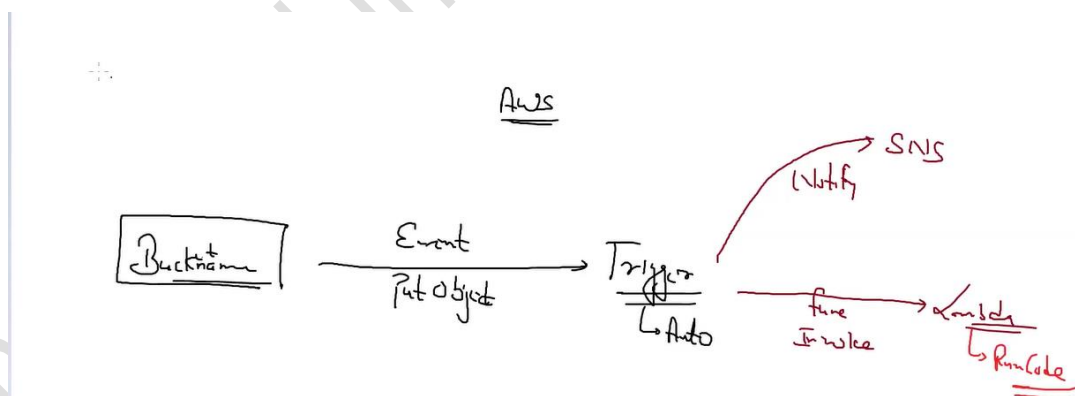 AWS
SNS
Notify
Bucketname
Event
Put Object
Trigger
Auto
func
Invoke
Lambda
Run Code